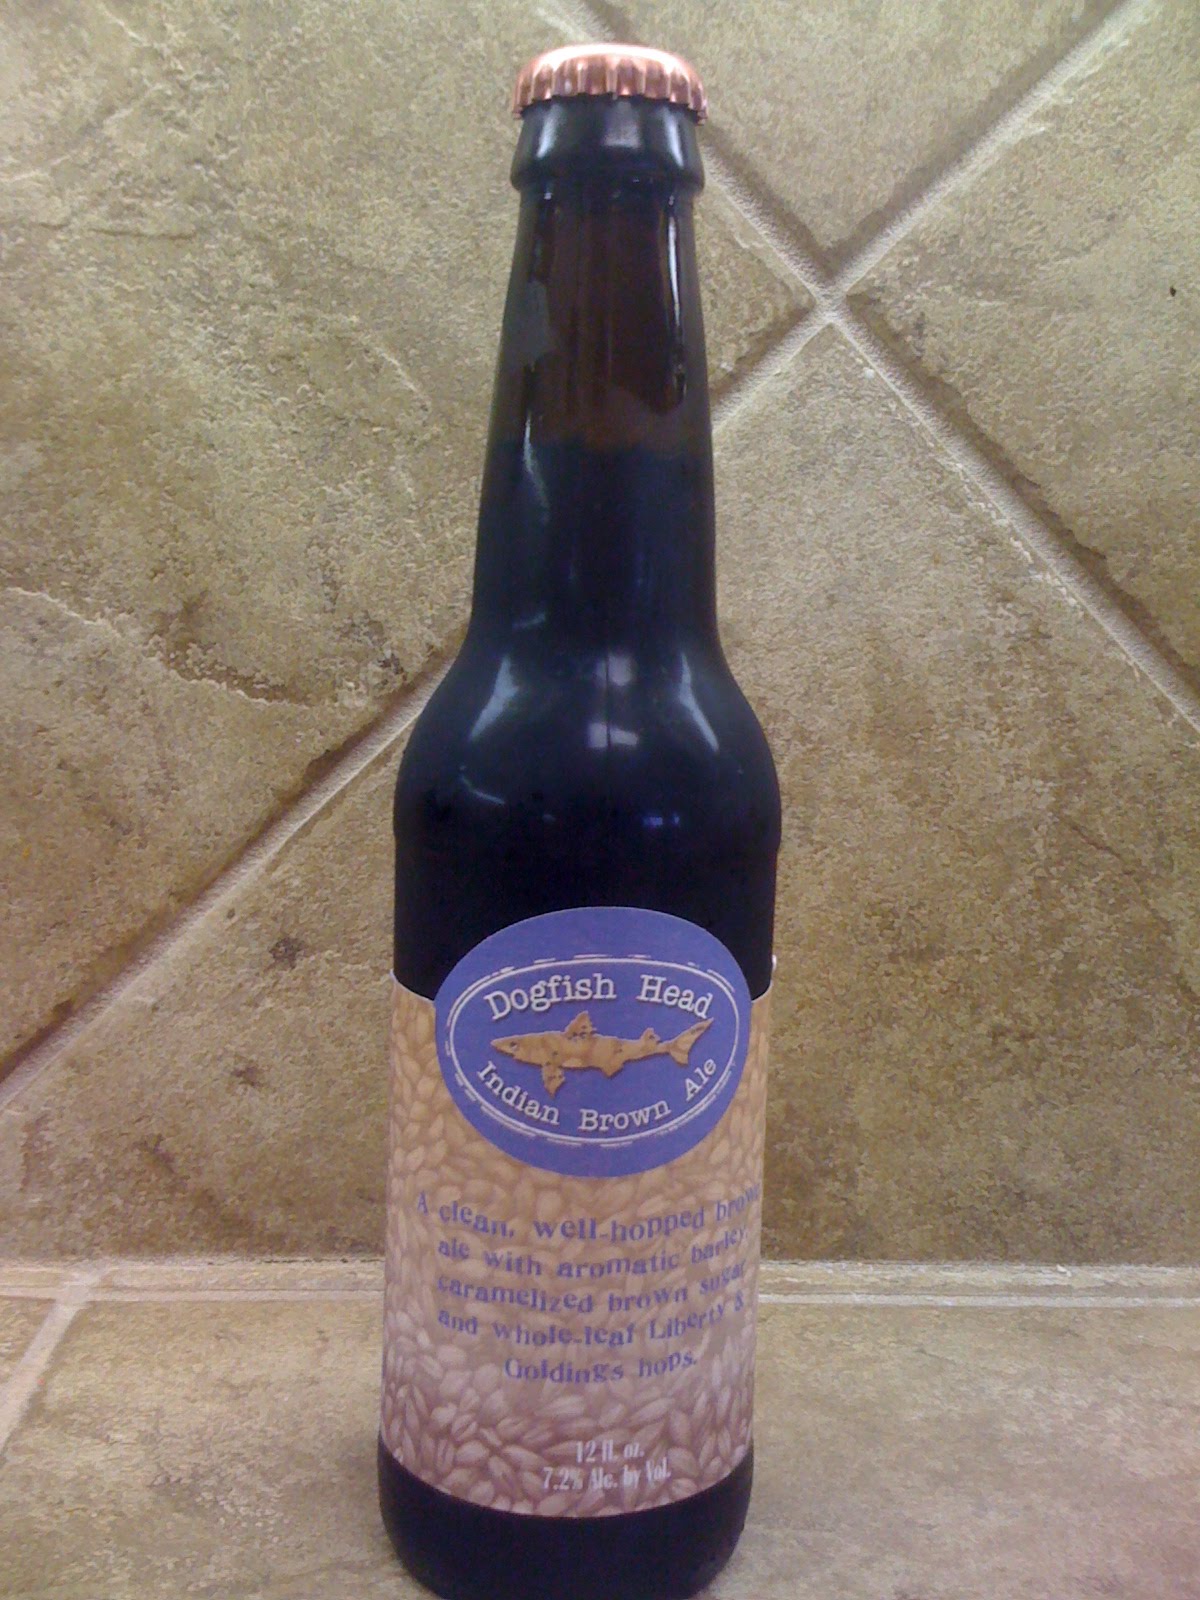 Dogfish Head
Indian Brown Ale
A clean, well-hopped brown
ale with aromatic barley,
caramelized brown sugar
and whole-leaf Liberty &
Goldings hops.
12 fl. oz.
7.2% Alc. by Vol.